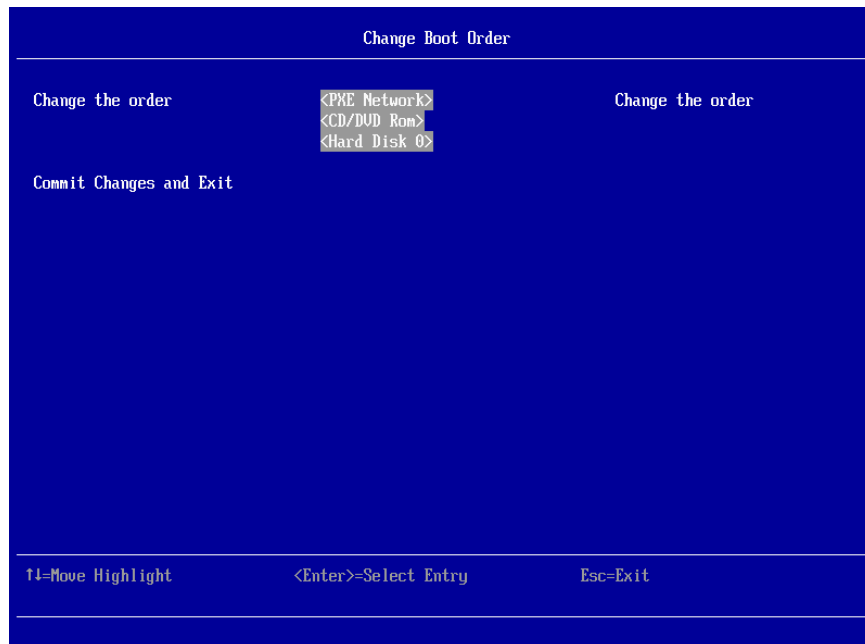 Change Boot Order
Change the order <PXE Network> Change the order
<CD/DVD Rom>
<Hard Disk 0>
Commit Changes and Exit
↑↓=Move Highlight <Enter>=Select Entry Esc=Exit